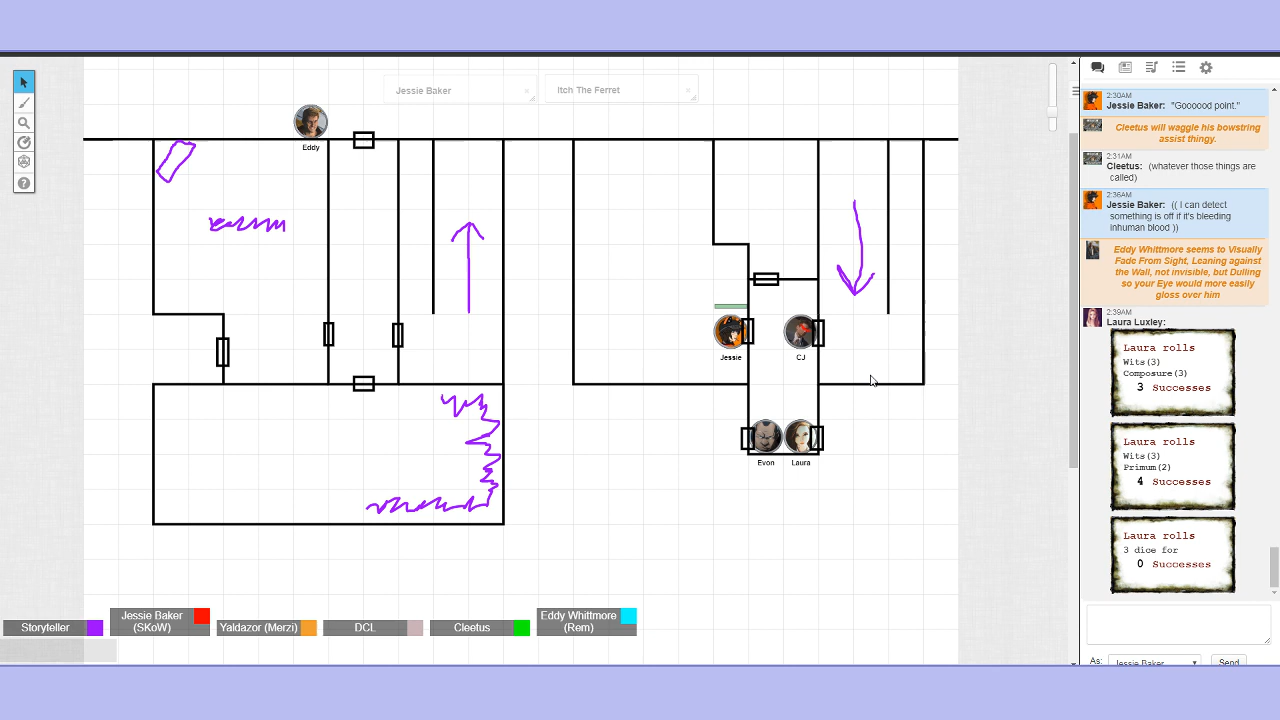 Jessie Baker ×
Itch The Ferret ×
Eddy
Jessie
CJ
Evon
Laura
Storyteller
Jessie Baker
(SKoW)
Yaldazor (Merzi)
DCL
Cleetus
Eddy Whittmore
(Rem)
2:30AM
Jessie Baker: "Goooood point."
Cleetus will waggle his bowstring
assist thingy.
2:31AM
Cleetus: (whatever those things are
called)
2:36AM
Jessie Baker: (( I can detect
something is off if it's bleeding
inhuman blood ))
Eddy Whittmore seems to Visually
Fade From Sight, Leaning against
the Wall, not invisible, but Dulling
so your Eye would more easily
gloss over him
2:39AM
Laura Luxley:
Laura rolls
Wits(3)
Composure(3)
3 Successes
Laura rolls
Wits(3)
Primum(2)
4 Successes
Laura rolls
3 dice for
0 Successes
As: Jessie Baker Send